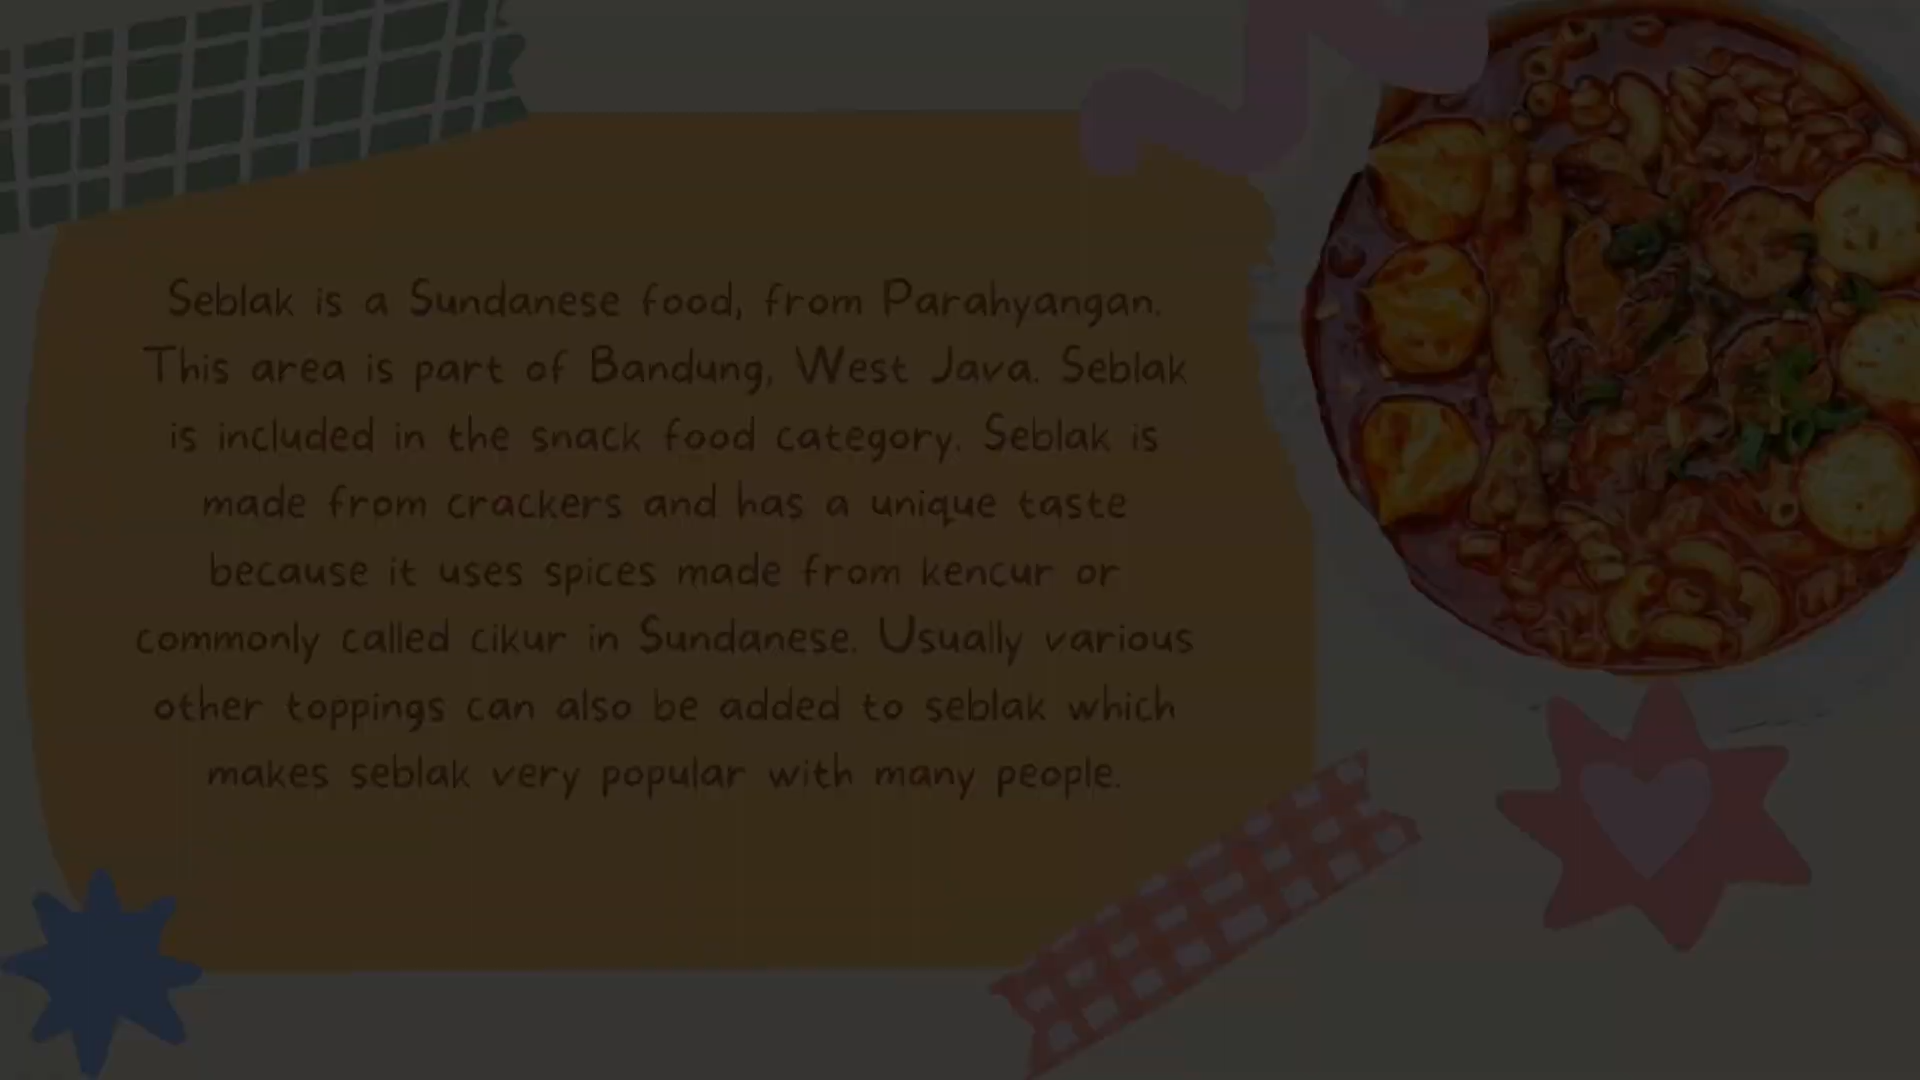 Seblak is a Sundanese food, from Parahyangan.
This area is part of Bandung, West Java. Seblak
is included in the snack food category. Seblak is
made from crackers and has a unique taste
because it uses spices made from kencur or
commonly called cikur in Sundanese. Usually various
other toppings can also be added to seblak which
makes seblak very popular with many people.